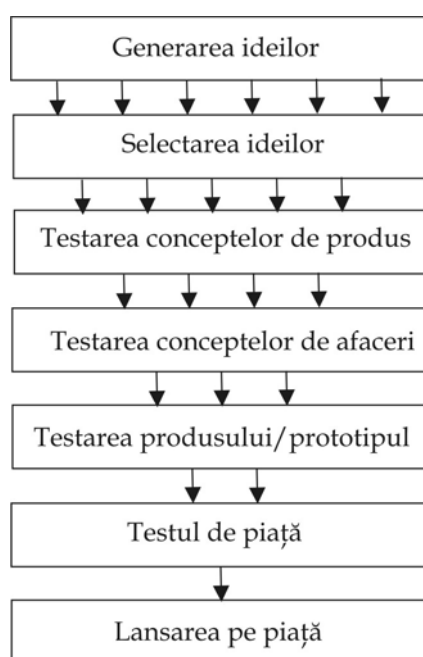 Generarea ideilor
Selectarea ideilor
Testarea conceptelor de produs
Testarea conceptelor de afaceri
Testarea produsului/prototipul
Testul de piață
Lansarea pe piață